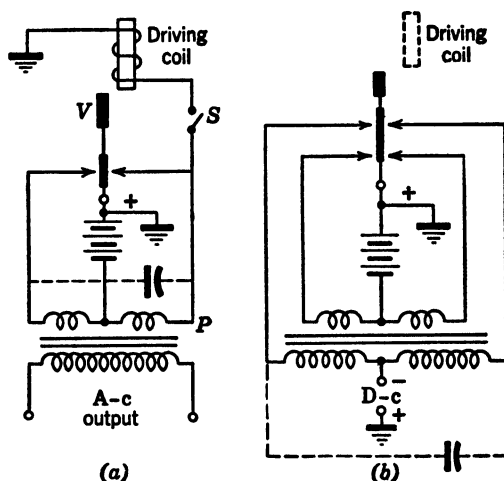 Driving
coil
V
S
+
P
A-c
output
(a)
Driving
coil
+
−
D-c
+
(b)